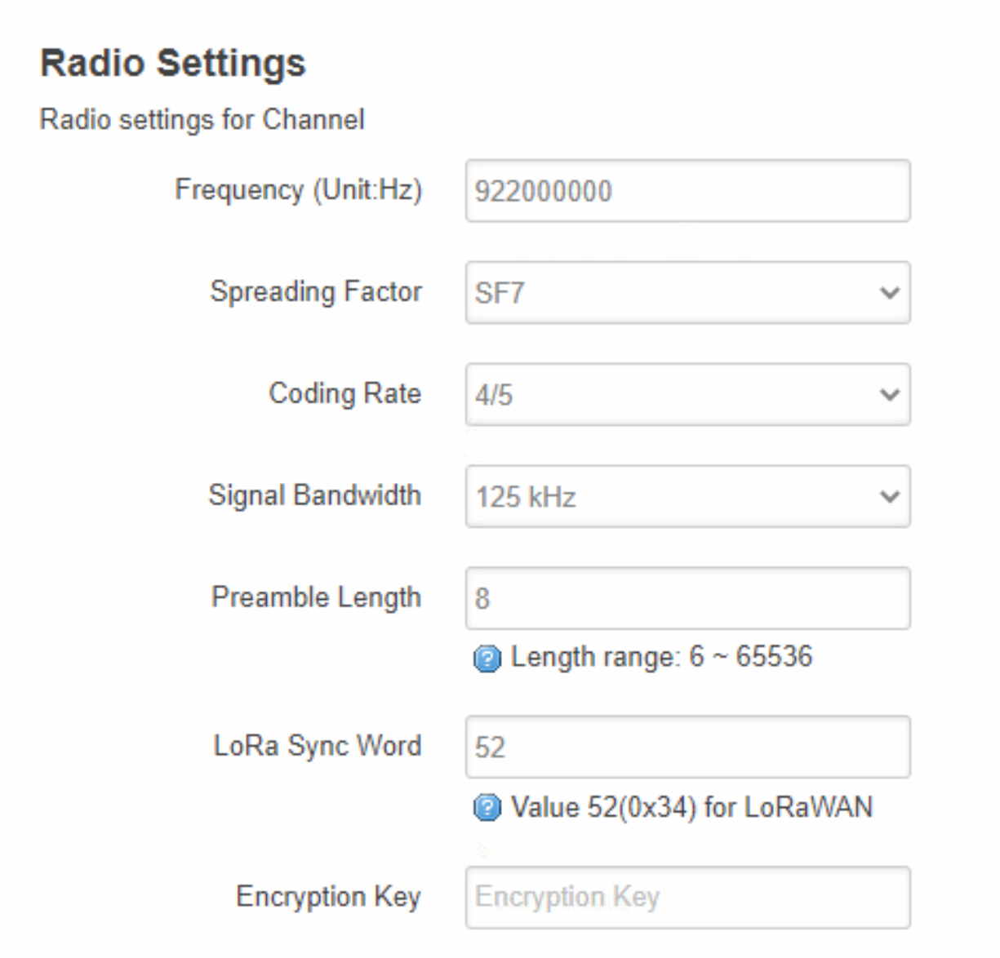 Radio Settings
Radio settings for Channel
Frequency (Unit:Hz) 922000000
Spreading Factor SF7
Coding Rate 4/5
Signal Bandwidth 125 kHz
Preamble Length 8
Length range: 6 ~ 65536
LoRa Sync Word 52
Value 52(0x34) for LoRaWAN
Encryption Key Encryption Key